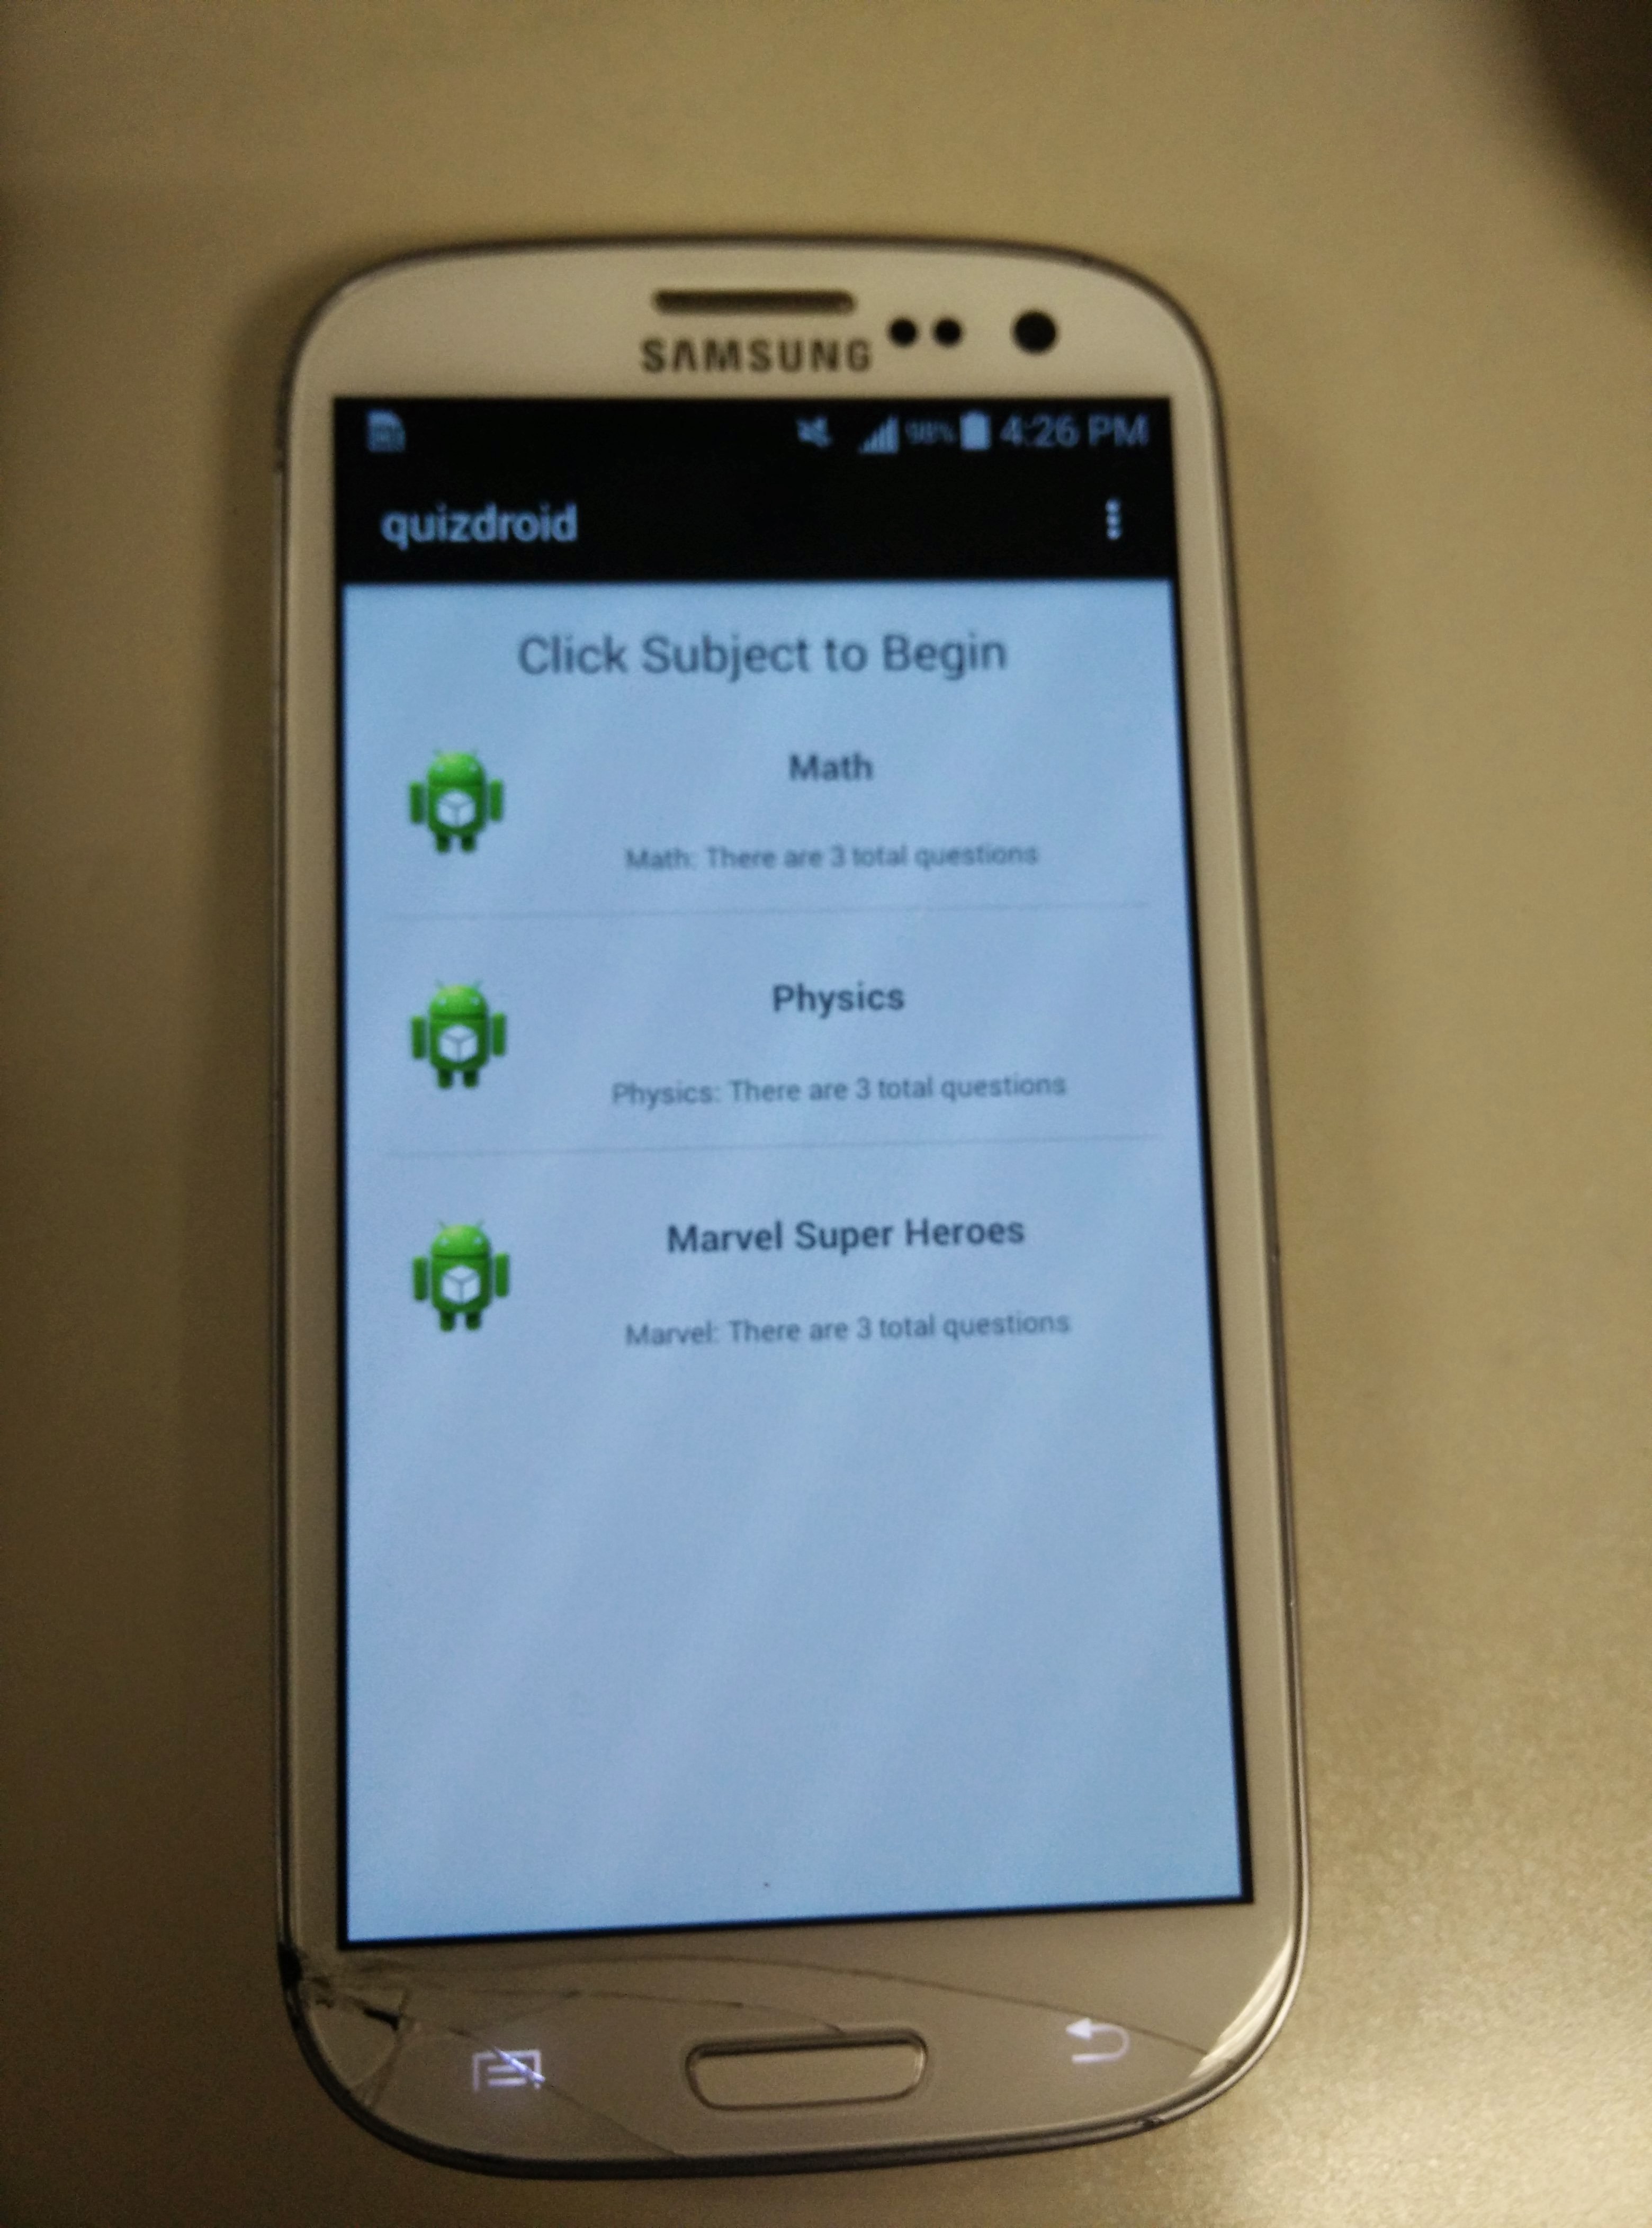 SAMSUNG
98% 4:26 PM
quizdroid
Click Subject to Begin
Math
Math: There are 3 total questions
Physics
Physics: There are 3 total questions
Marvel Super Heroes
Marvel: There are 3 total questions